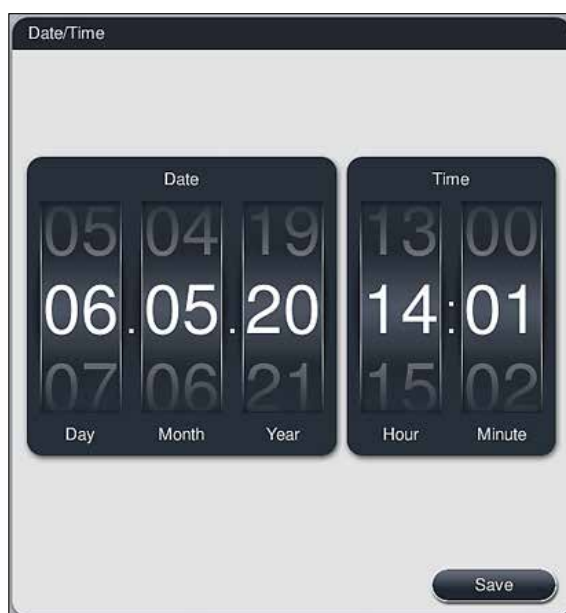 Date/Time
Date Time
05 04 19 13 00
06.05.20 14:01
07 06 21 15 02
Day Month Year Hour Minute
Save